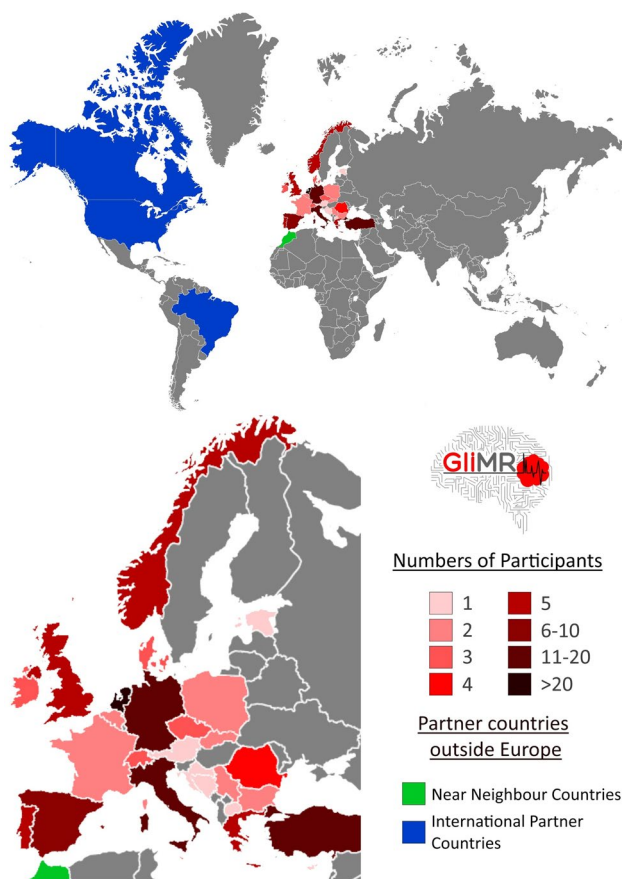 GliMR
Numbers of Participants
1
5
2
6-10
3
11-20
4
>20
Partner countries
outside Europe
Near Neighbour Countries
International Partner
Countries